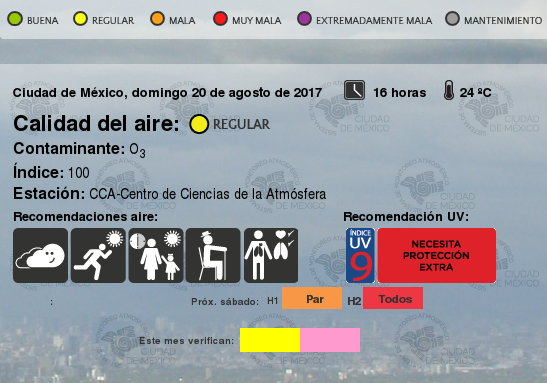 BUENA REGULAR MALA MUY MALA EXTREMADAMENTE MALA MANTENIMIENTO
Ciudad de México, domingo 20 de agosto de 2017 16 horas 24 ºC
Calidad del aire: REGULAR
Contaminante: O3
Índice: 100
Estación: CCA-Centro de Ciencias de la Atmósfera
Recomendaciones aire: Recomendación UV:
ÍNDICE
UV
9
NECESITA
PROTECCIÓN
EXTRA
: Próx. sábado: H1 Par H2 Todos
Este mes verifican: